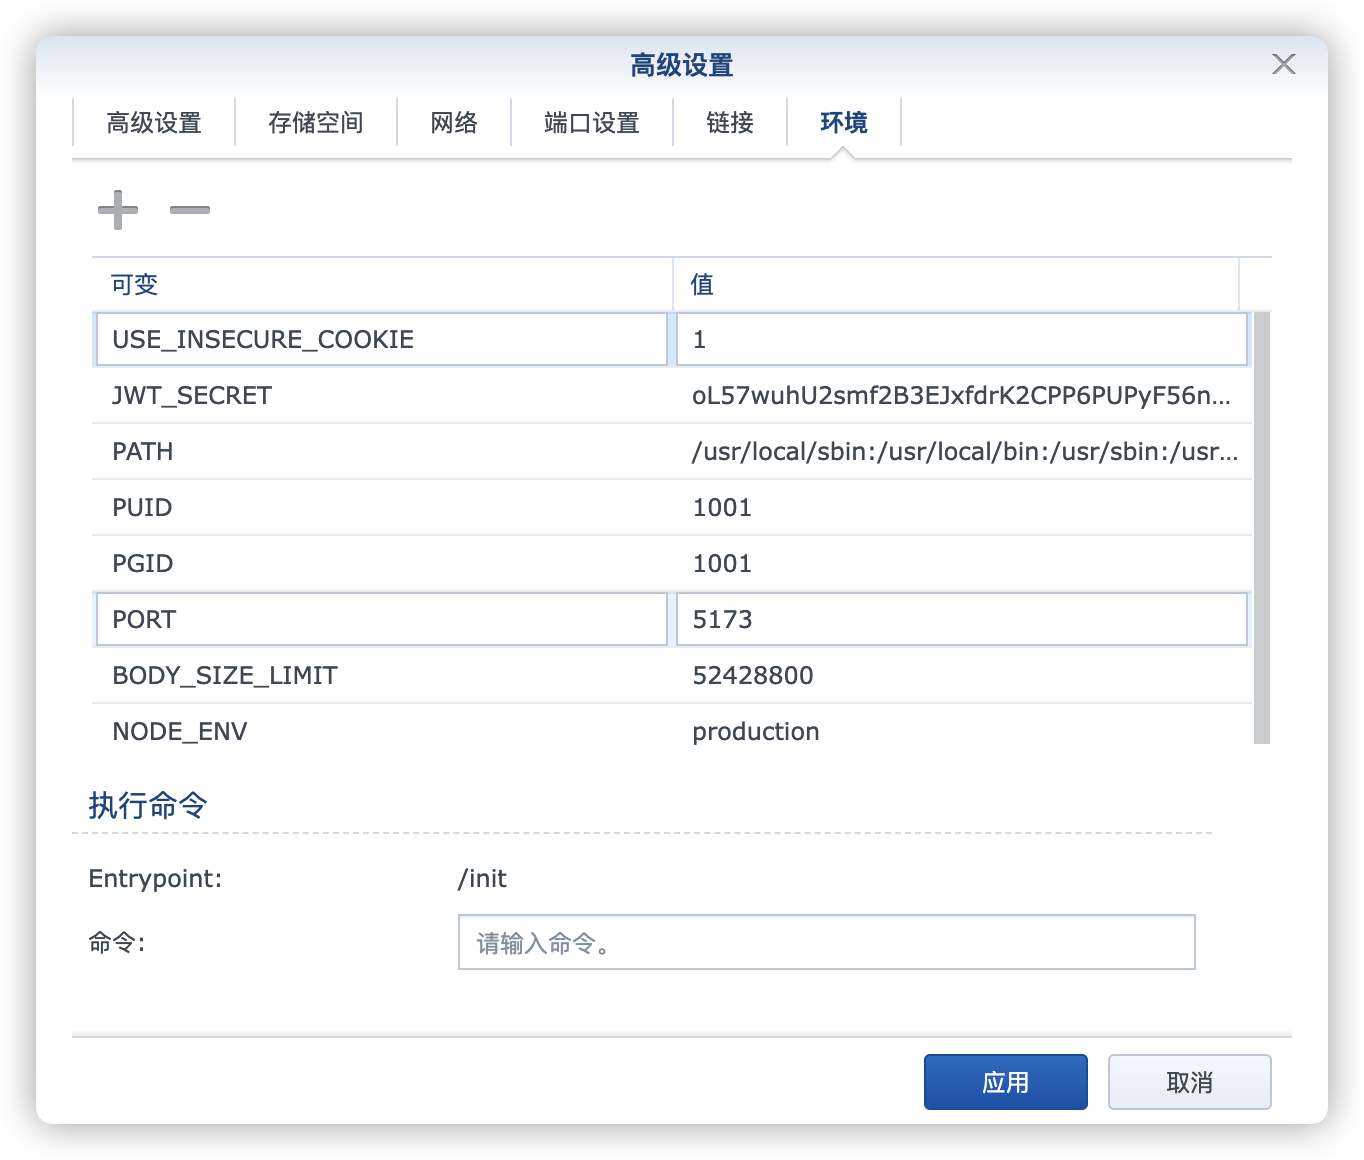 高级设置
高级设置 存储空间 网络 端口设置 链接 环境
可变 值
USE_INSECURE_COOKIE 1
JWT_SECRET oL57wuhU2smf2B3EJxfdrK2CPP6PUPyF56n...
PATH /usr/local/sbin:/usr/local/bin:/usr/sbin:/usr...
PUID 1001
PGID 1001
PORT 5173
BODY_SIZE_LIMIT 52428800
NODE_ENV production
执行命令
Entrypoint: /init
命令: 请输入命令。
应用 取消